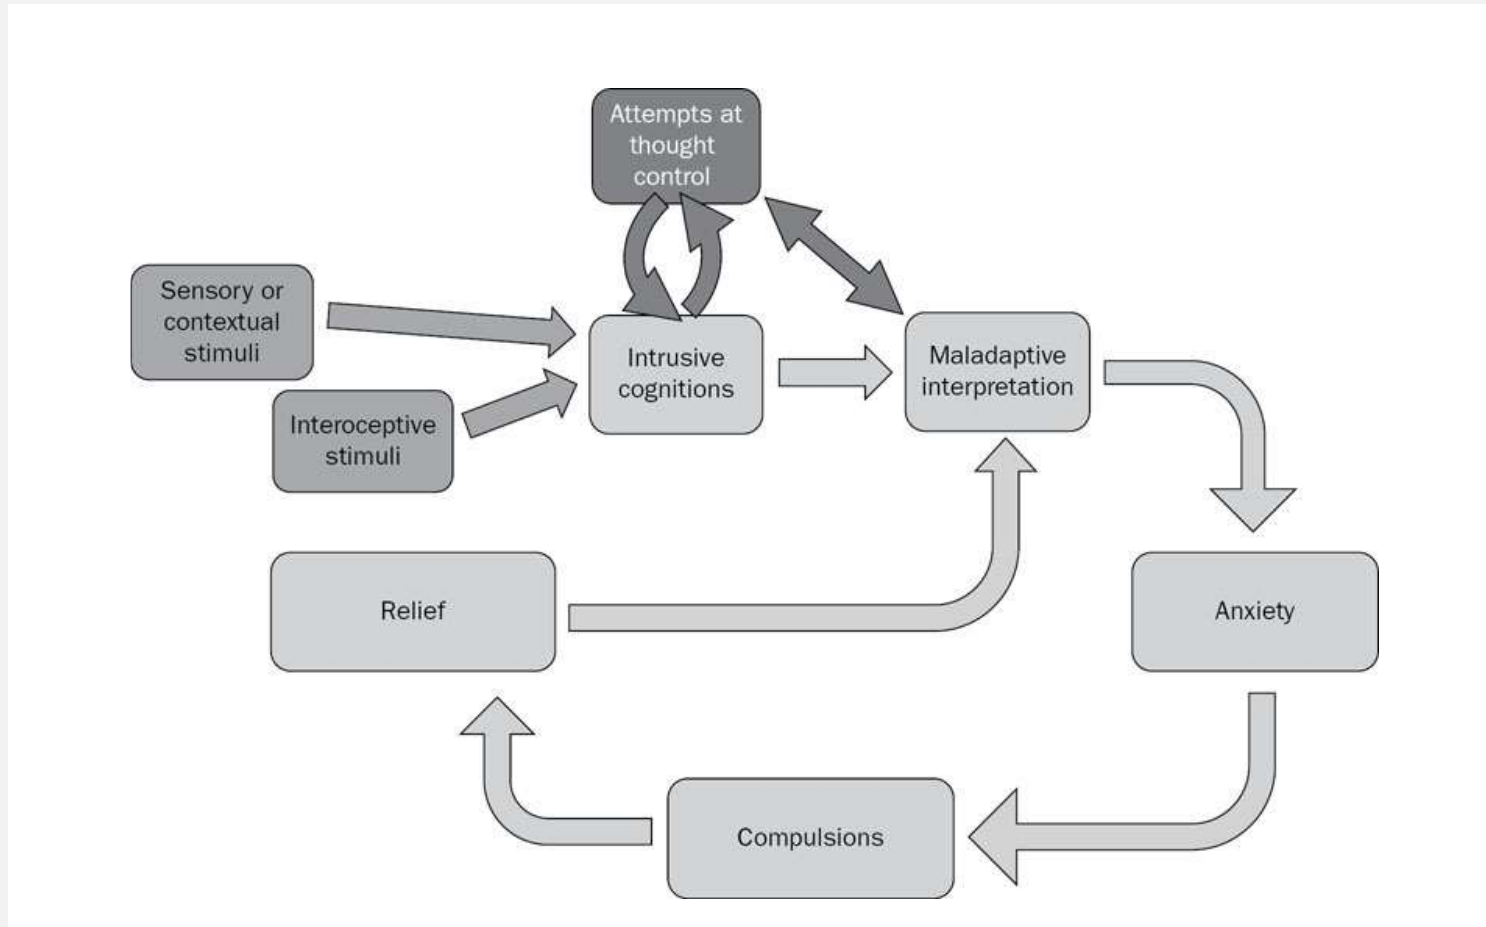 Attempts at
thought
control
Sensory or
contextual
stimuli
Interoceptive
stimuli
Intrusive
cognitions
Maladaptive
interpretation
Relief
Anxiety
Compulsions